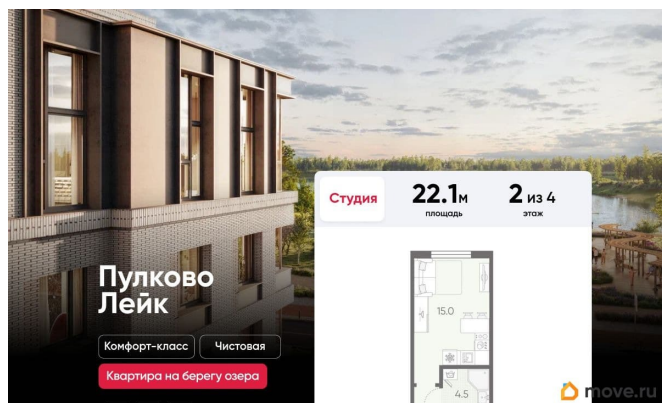 Студия
22.1м
площадь
2 из 4
этаж
Пулково
Лейк
15.0
Комфорт-класс
Чистовая
Квартира на берегу озера
4.5
move.ru